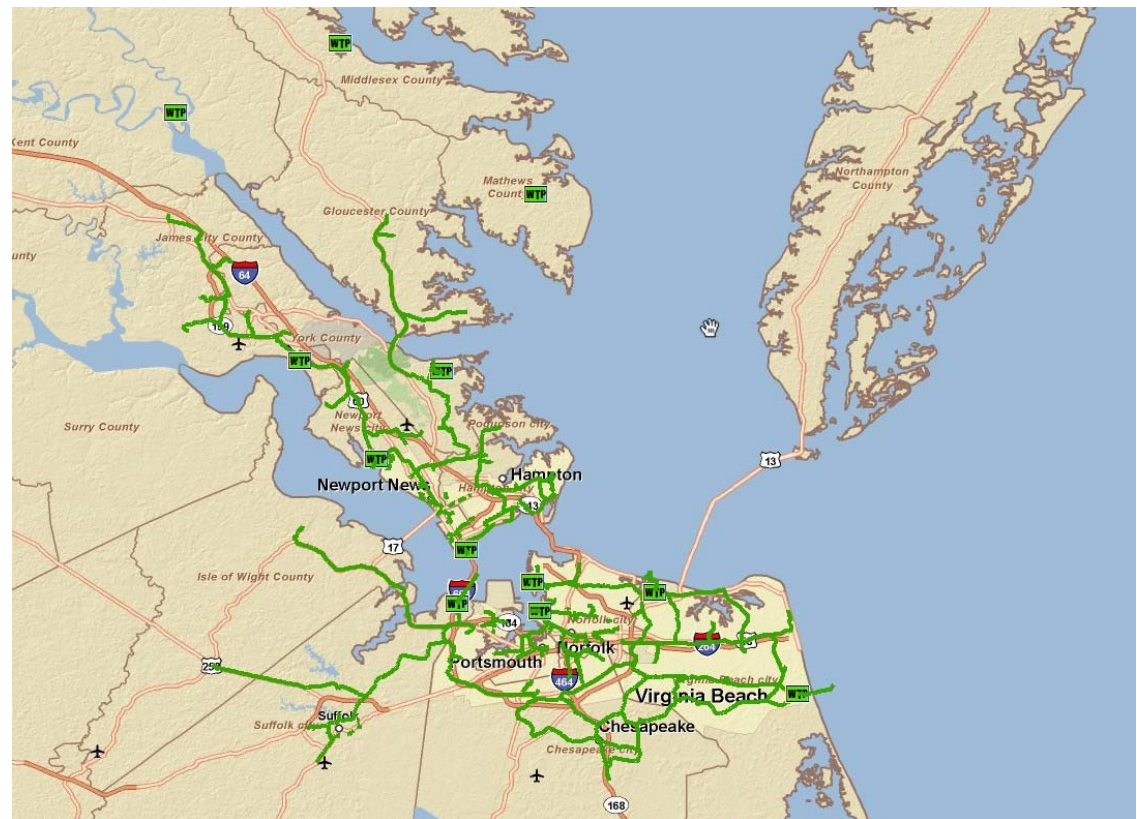 WTP
Middlesex County
WTP
Kent County
Northampton
County
Mathews
County
WTP
Gloucester County
James City County
64
199
York County
WTP
WTP
60
Surry County
Newport
News city
Poquoson city
WTP
13
Newport News
Hampton
Hampton city
17
WTP
Isle of Wight County
WTP
WTP
WTP
WTP
164
Norfolk city
Norfolk
264
Portsmouth
464
Virginia Beach city
Virginia Beach
WTP
Suffolk
Suffolk city
Chesapeake
Chesapeake city
168